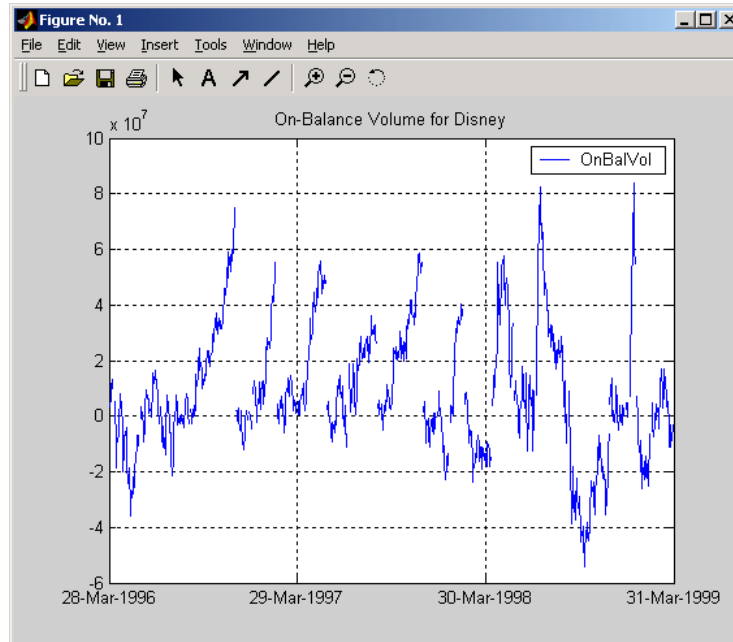 Figure No. 1
File Edit View Insert Tools Window Help
A
x 10^7
On-Balance Volume for Disney
OnBalVol
10
8
6
4
2
0
-2
-4
-6
28-Mar-1996 29-Mar-1997 30-Mar-1998 31-Mar-1999